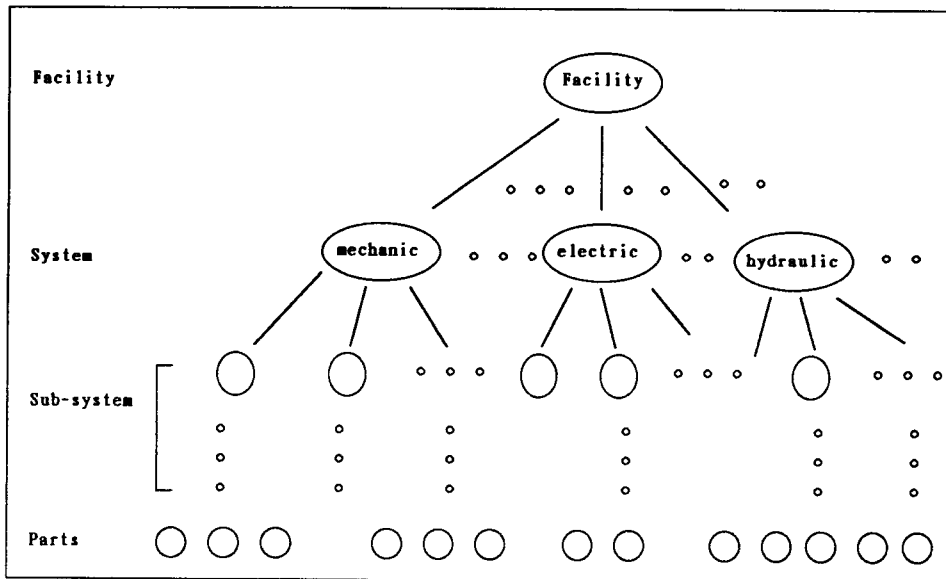 Facility
Facility
System
mechanic
electric
hydraulic
Sub-system
Parts